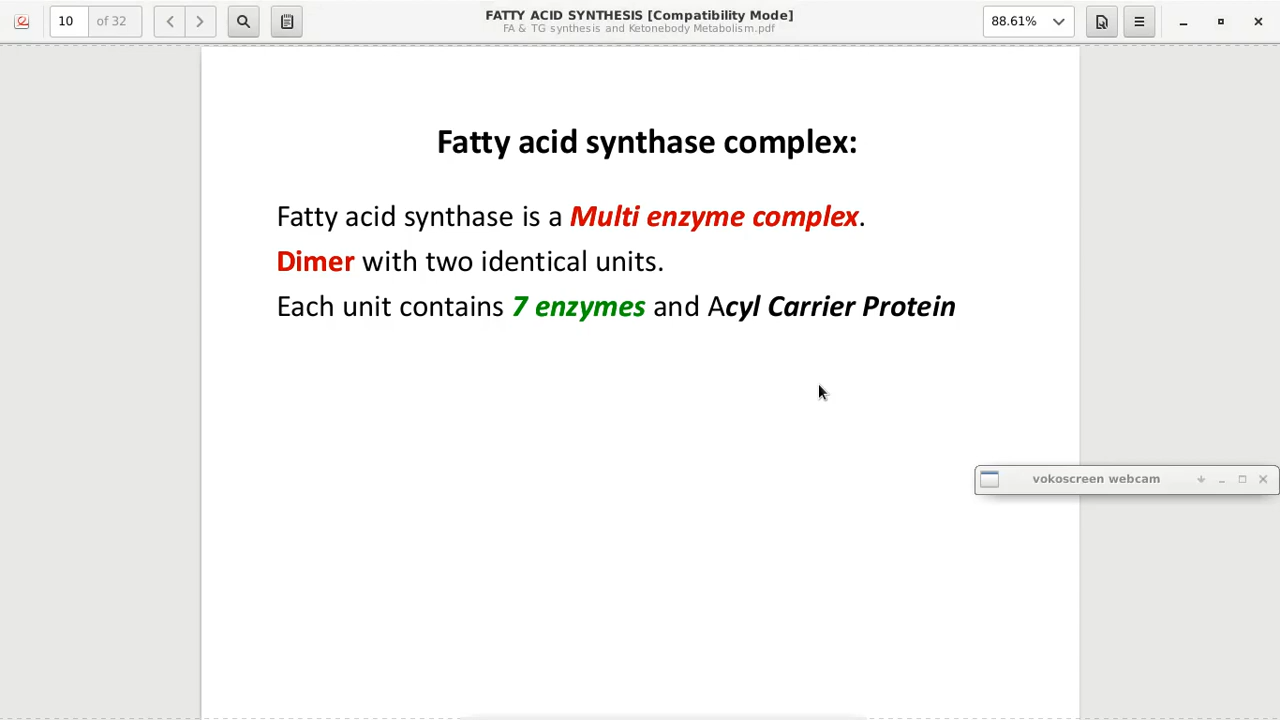 10 of 32
FATTY ACID SYNTHESIS [Compatibility Mode]
FA & TG synthesis and Ketonebody Metabolism.pdf
88.61%
Fatty acid synthase complex:
Fatty acid synthase is a Multi enzyme complex.
Dimer with two identical units.
Each unit contains 7 enzymes and Acyl Carrier Protein
vokoscreen webcam